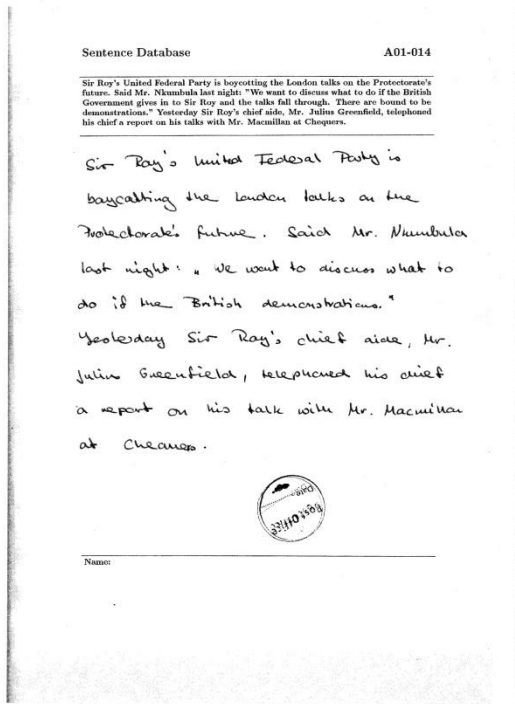 Sentence Database A01-014
Sir Roy's United Federal Party is boycotting the London talks on the Protectorate's
future. Said Mr. Nkumbula last night: "We want to discuss what to do if the British
Government gives in to Sir Roy and the talks fall through. There are bound to be
demonstrations." Yesterday Sir Roy's chief aide, Mr. Julius Greenfield, telephoned
his chief a report on his talks with Mr. Macmillan at Chequers.
Sir Roy's United Federal Party is
boycatting the London talks on the
Protectorate's future. Said Mr. Nkumbula
last night: "We want to discuss what to
do if the British demonstrations."
Yesterday Sir Roy's chief aide, Mr.
Julius Greenfield, telephoned his chief
a report on his talk with Mr. Macmillan
at Chequers.
Paid
Post Office
Name: